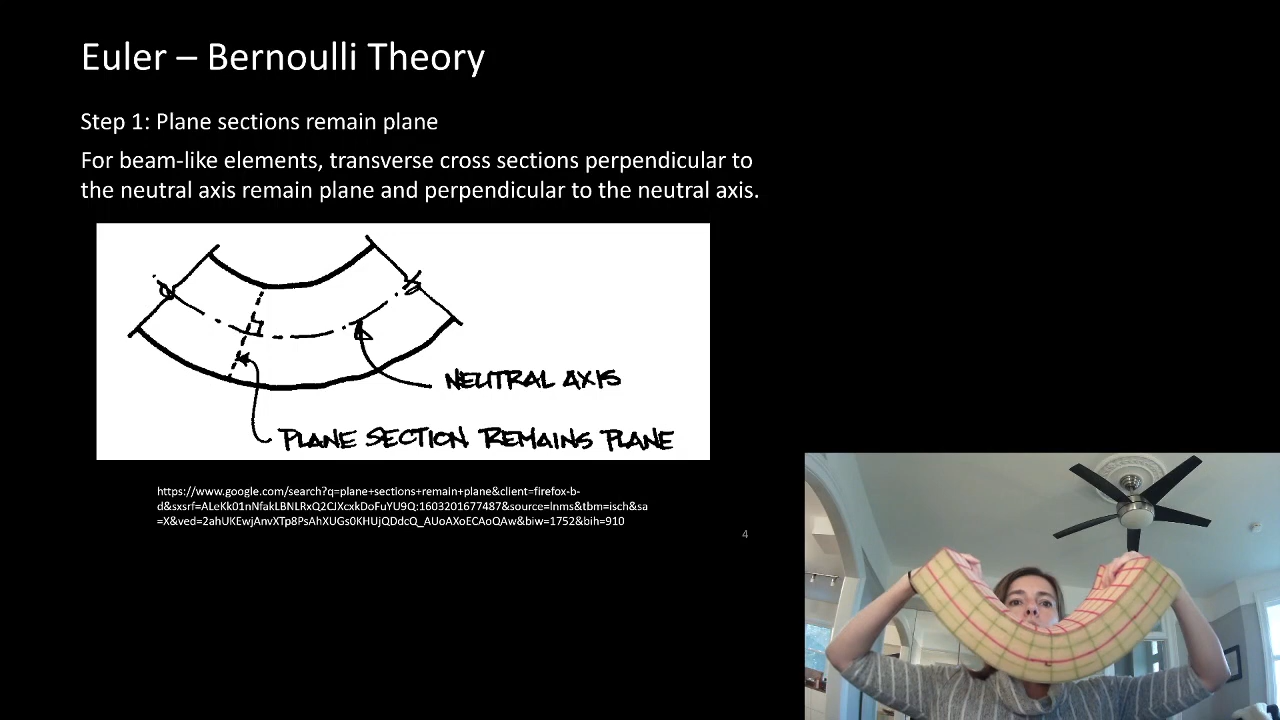 Euler – Bernoulli Theory
Step 1: Plane sections remain plane
For beam-like elements, transverse cross sections perpendicular to
the neutral axis remain plane and perpendicular to the neutral axis.
NEUTRAL AXIS
PLANE SECTION REMAINS PLANE
https://www.google.com/search?q=plane+sections+remain+plane&client=firefox-b-
d&sxsrf=ALeKk01nNfakLBNLRxQ2CJXcxkDoFuYU9Q:1603201677487&source=lnms&tbm=isch&sa
=X&ved=2ahUKEwjAnvXTp8PsAhXUGs0KHUjQDdcQ_AUoAXoECAoQAw&biw=1752&bih=910
4